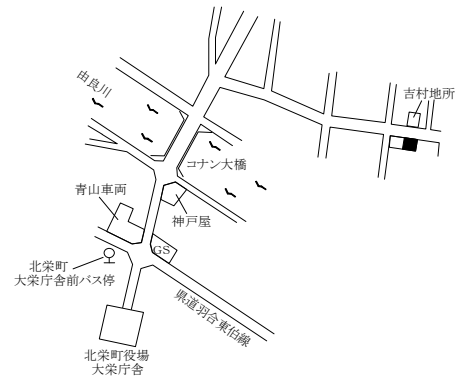 由良川
吉村地所
コナン大橋
青山車両
神戸屋
GS
北栄町
大栄庁舎前バス停
県道羽合東伯線
北栄町役場
大栄庁舎